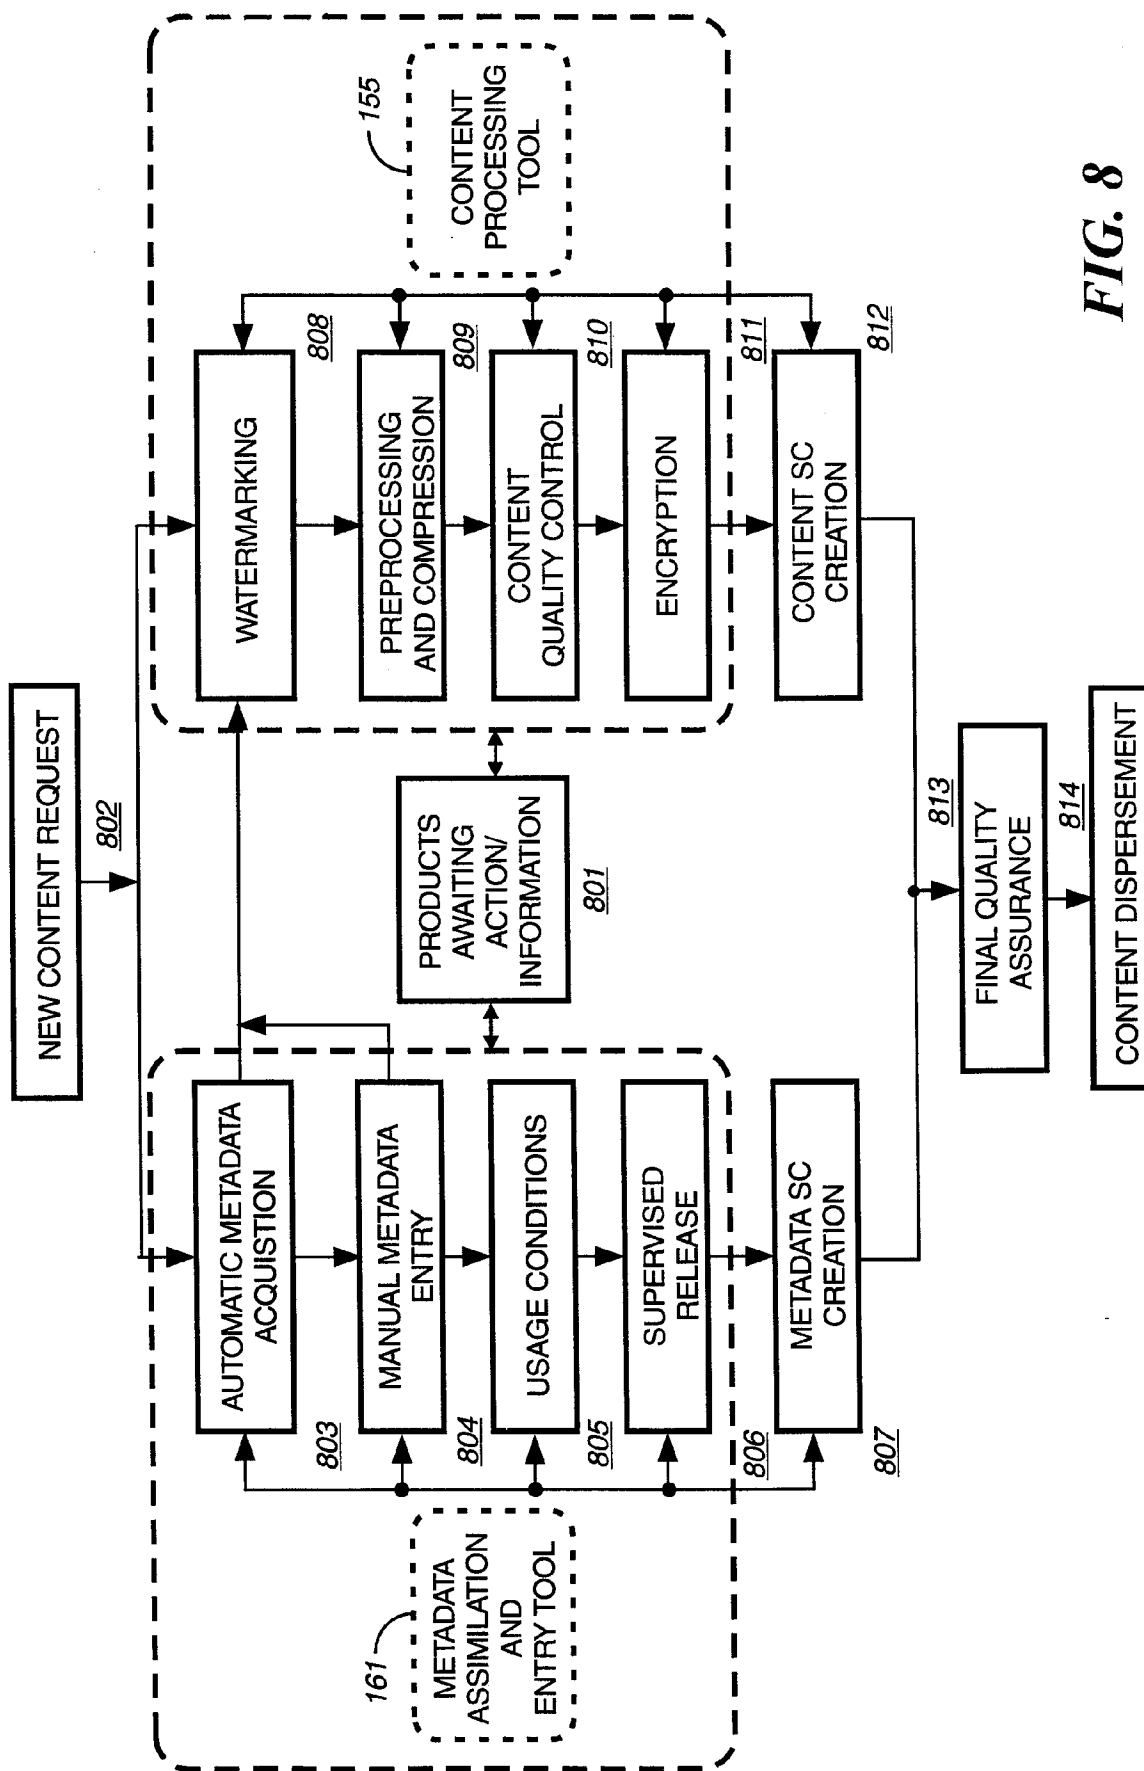 NEW CONTENT REQUEST
802
AUTOMATIC METADATA
ACQUISTION
803
MANUAL METADATA
ENTRY
804
USAGE CONDITIONS
805
SUPERVISED
RELEASE
806
METADATA SC
CREATION
807
161
METADATA
ASSIMILATION
AND
ENTRY TOOL
PRODUCTS
AWAITING
ACTION/
INFORMATION
801
WATERMARKING
808
PREPROCESSING
AND COMPRESSION
809
CONTENT
QUALITY CONTROL
810
ENCRYPTION
811
CONTENT SC
CREATION
812
155
CONTENT
PROCESSING
TOOL
813
FINAL QUALITY
ASSURANCE
814
CONTENT DISPERSEMENT
FIG. 8